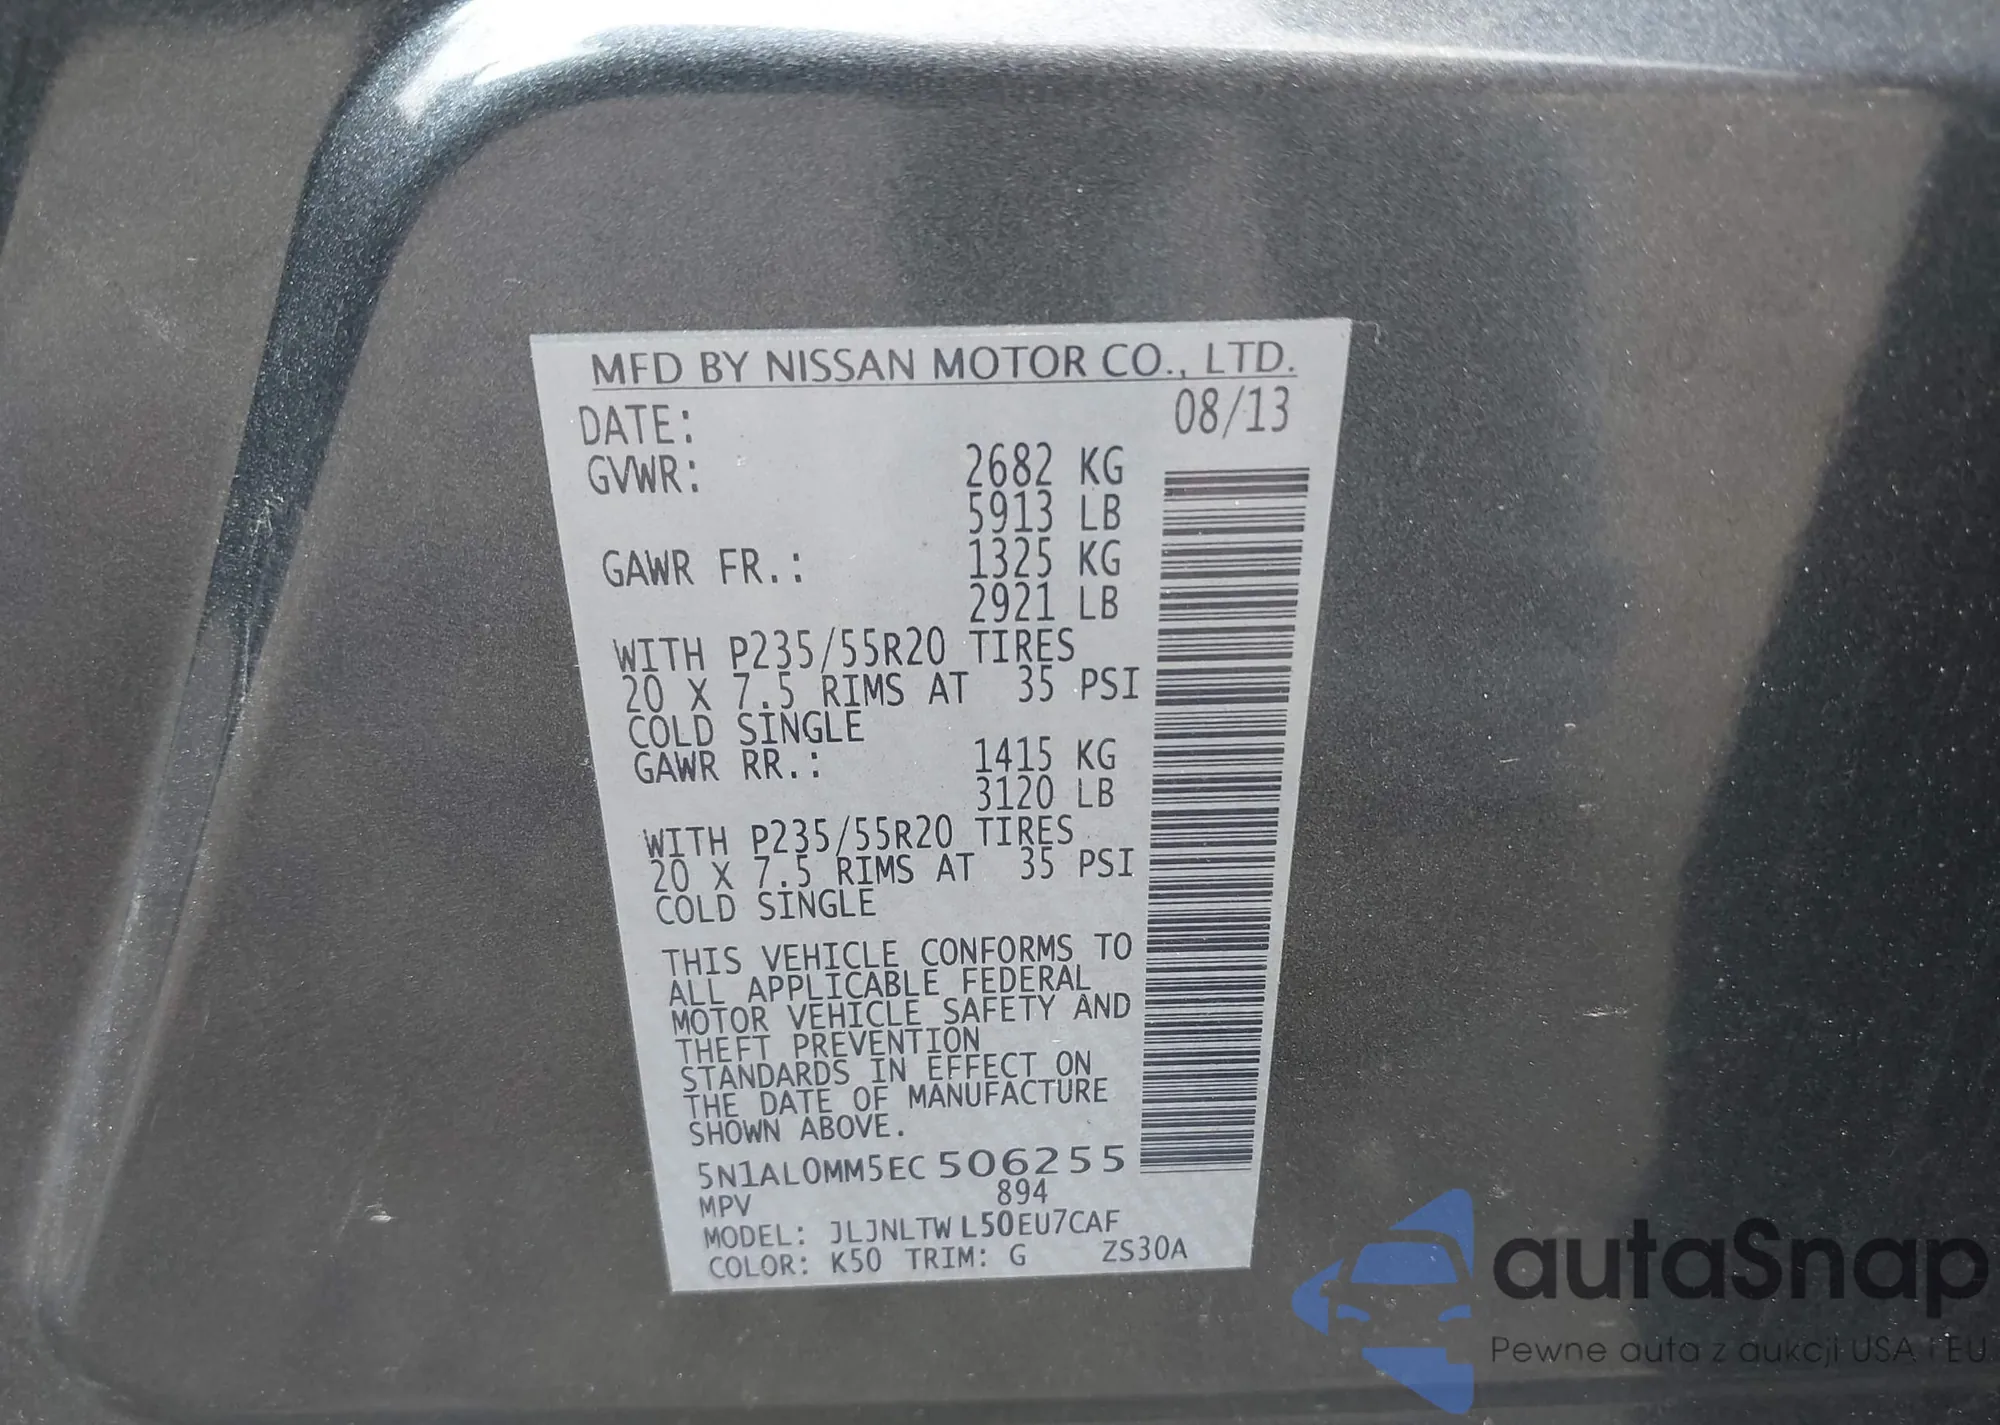 MFD BY NISSAN MOTOR CO., LTD.
DATE: 08/13
GVWR: 2682 KG
5913 LB
GAWR FR.: 1325 KG
2921 LB
WITH P235/55R20 TIRES
20 X 7.5 RIMS AT 35 PSI
COLD SINGLE
GAWR RR.: 1415 KG
3120 LB
WITH P235/55R20 TIRES
20 X 7.5 RIMS AT 35 PSI
COLD SINGLE
THIS VEHICLE CONFORMS TO
ALL APPLICABLE FEDERAL
MOTOR VEHICLE SAFETY AND
THEFT PREVENTION
STANDARDS IN EFFECT ON
THE DATE OF MANUFACTURE
SHOWN ABOVE.
5N1AL0MM5EC506255
MPV 894
MODEL: JLJNLTW L50EU7CAF
COLOR: K50 TRIM: G ZS30A
autaSnap
Pewne auta z aukcji USA i EU